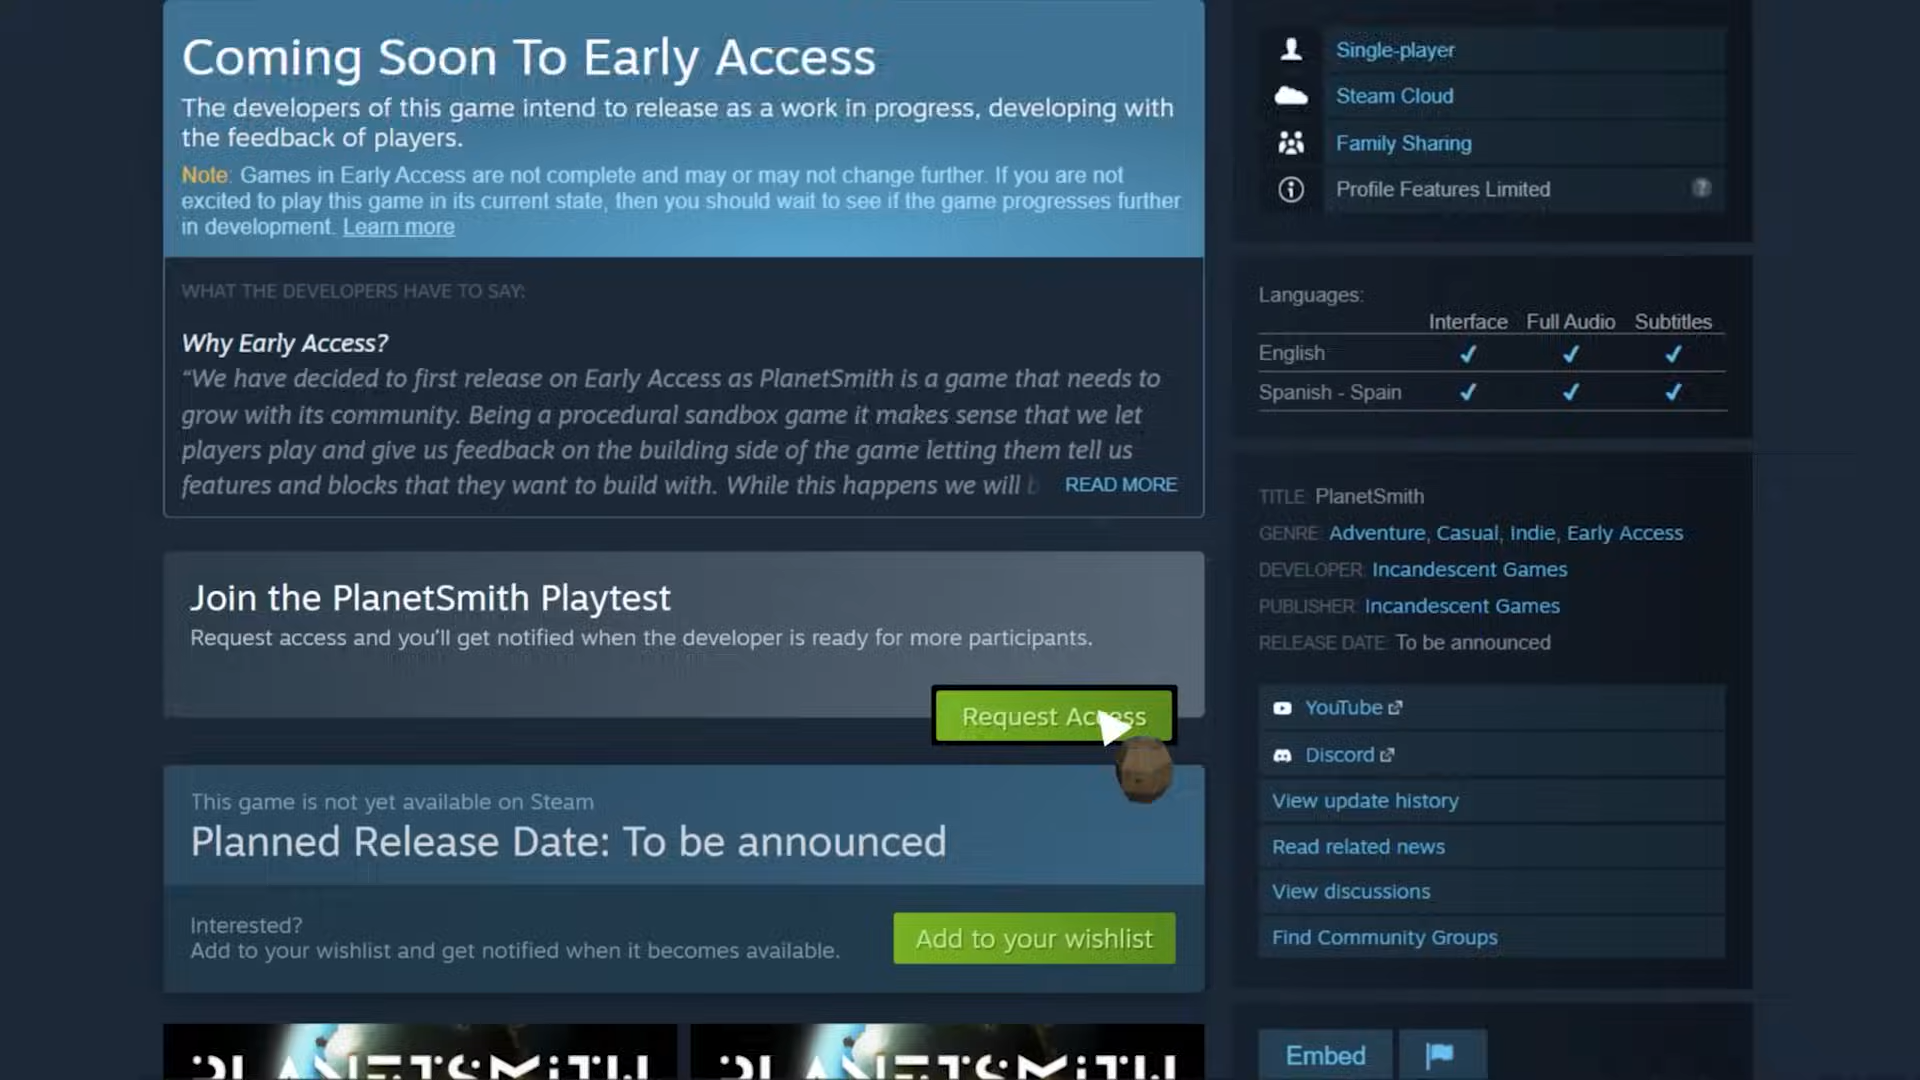 Coming Soon To Early Access
The developers of this game intend to release as a work in progress, developing with
the feedback of players.
Note: Games in Early Access are not complete and may or may not change further. If you are not
excited to play this game in its current state, then you should wait to see if the game progresses further
in development. Learn more
WHAT THE DEVELOPERS HAVE TO SAY:
Why Early Access?
“We have decided to first release on Early Access as PlanetSmith is a game that needs to
grow with its community. Being a procedural sandbox game it makes sense that we let
players play and give us feedback on the building side of the game letting them tell us
features and blocks that they want to build with. While this happens we will READ MORE
Join the PlanetSmith Playtest
Request access and you'll get notified when the developer is ready for more participants.
Request Access
This game is not yet available on Steam
Planned Release Date: To be announced
Interested?
Add to your wishlist and get notified when it becomes available.
Add to your wishlist
PLANETSMITH PLANETSMITH
Single-player
Steam Cloud
Family Sharing
Profile Features Limited ?
Languages:
Interface Full Audio Subtitles
English ✓ ✓ ✓
Spanish - Spain ✓ ✓ ✓
TITLE: PlanetSmith
GENRE: Adventure, Casual, Indie, Early Access
DEVELOPER: Incandescent Games
PUBLISHER: Incandescent Games
RELEASE DATE: To be announced
YouTube
Discord
View update history
Read related news
View discussions
Find Community Groups
Embed